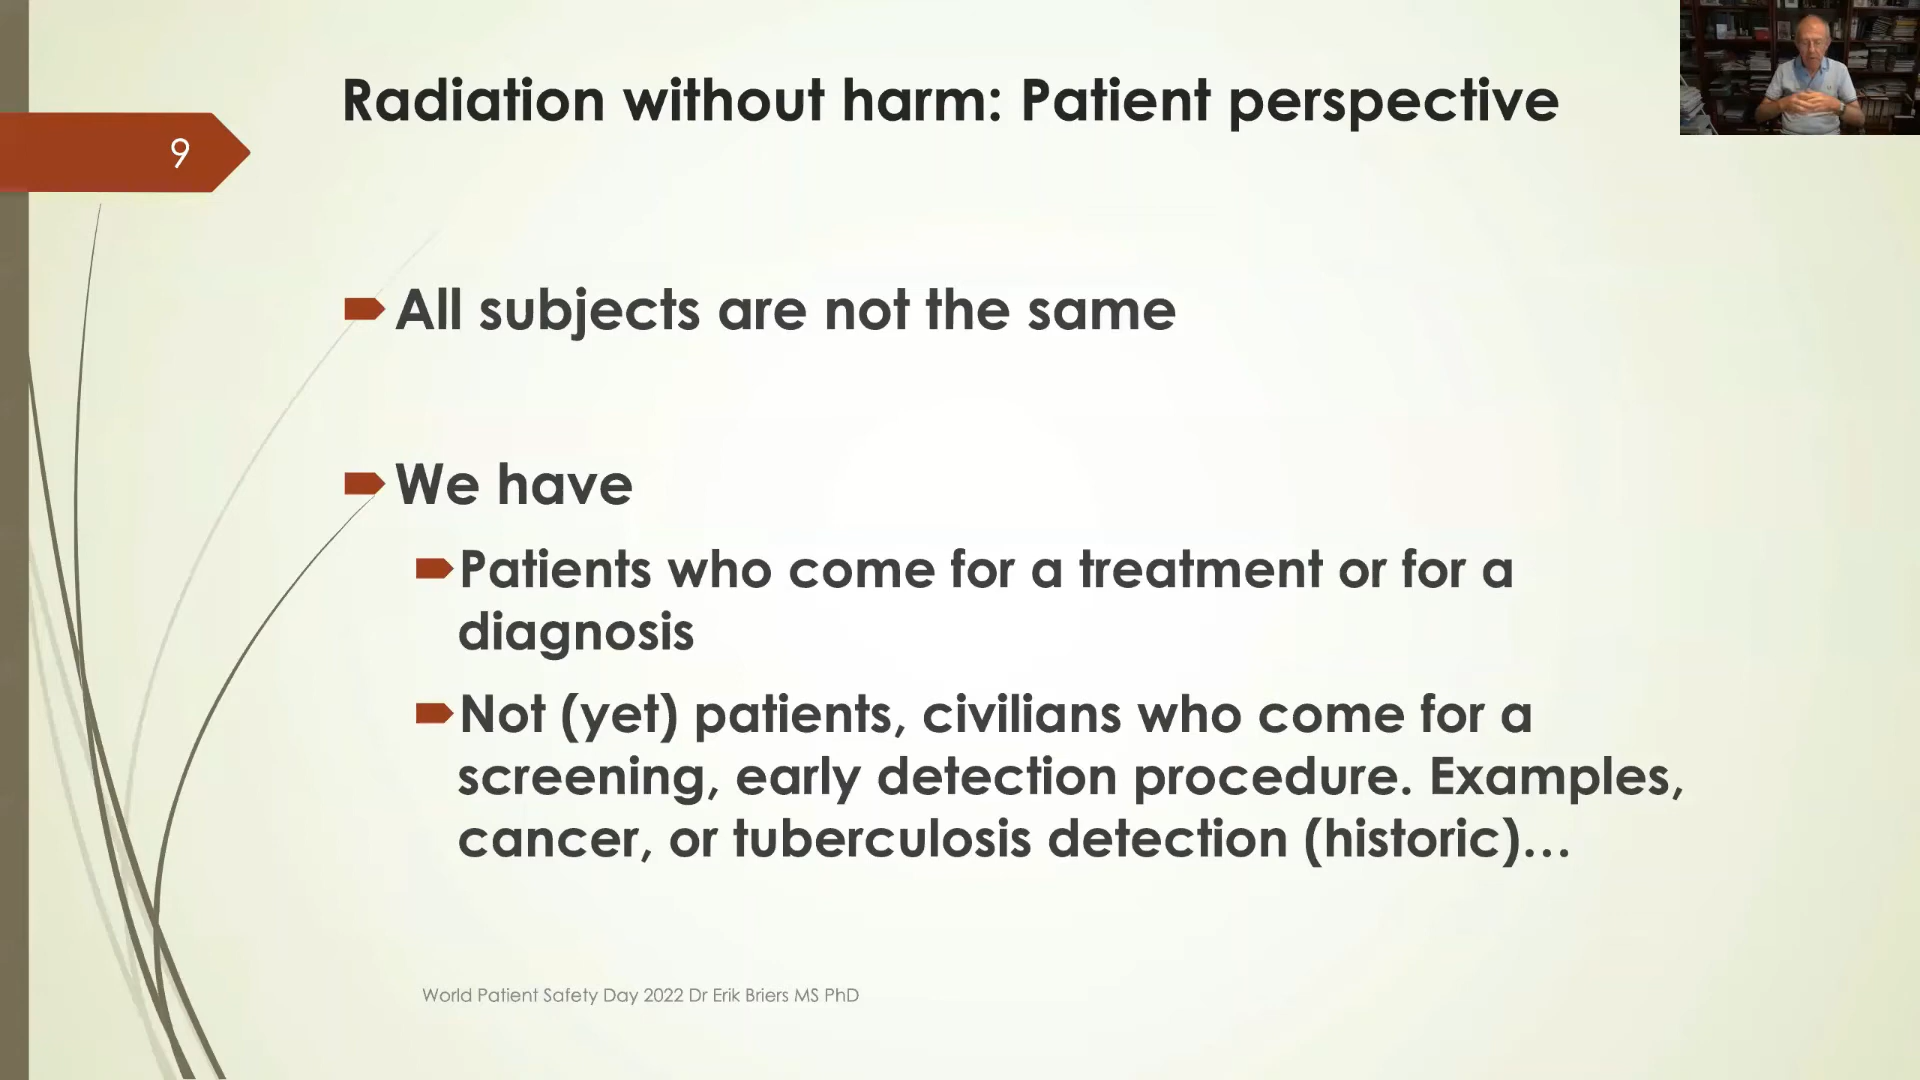 Radiation without harm: Patient perspective
9
All subjects are not the same
We have
Patients who come for a treatment or for a
diagnosis
Not (yet) patients, civilians who come for a
screening, early detection procedure. Examples,
cancer, or tuberculosis detection (historic)…
World Patient Safety Day 2022 Dr Erik Briers MS PhD